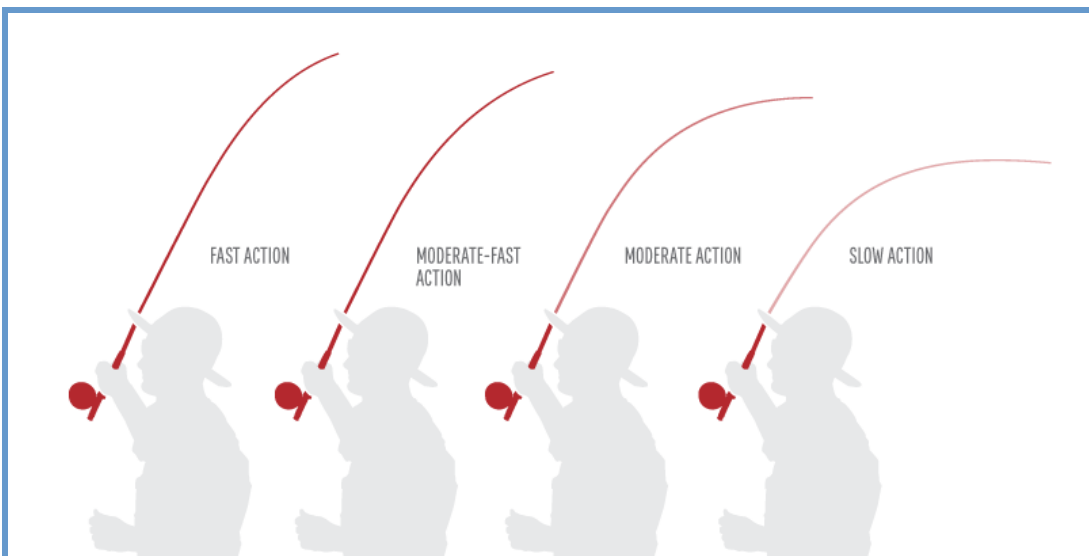 FAST ACTION
MODERATE-FAST
ACTION
MODERATE ACTION
SLOW ACTION